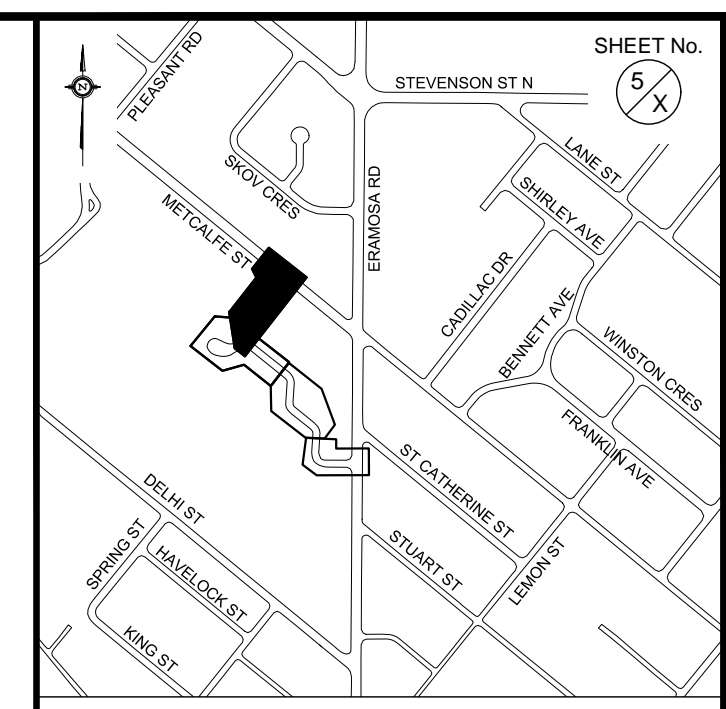 SHEET No.
5/X
N
PLEASANT RD
STEVENSON ST N
LANE ST
SKOV CRES
SHIRLEY AVE
METCALFE ST
ERAMOSA RD
CADILLAC DR
BENNETT AVE
WINSTON CRES
FRANKLIN AVE
ST CATHERINE ST
DELHI ST
SPRING ST
HAVELOCK ST
STUART ST
LEMON ST
KING ST